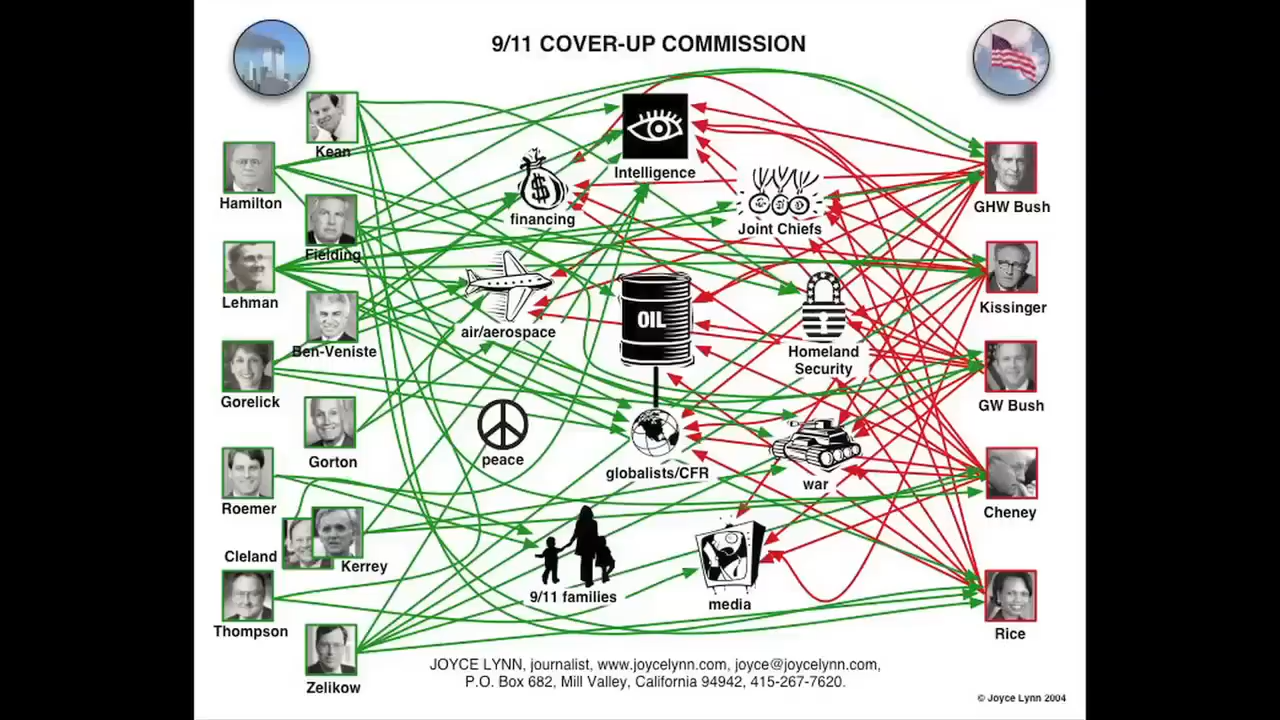 9/11 COVER-UP COMMISSION
Kean
Intelligence
Hamilton
financing
Joint Chiefs
GHW Bush
Fielding
Lehman
OIL
Kissinger
air/aerospace
Ben-Veniste
Homeland
Security
Gorelick
GW Bush
Gorton
peace
globalists/CFR
war
Roemer
Cheney
Cleland
Kerrey
9/11 families
media
Thompson
Rice
JOYCE LYNN, journalist, www.joycelynn.com, joyce@joycelynn.com,
P.O. Box 682, Mill Valley, California 94942, 415-267-7620.
Zelikow
© Joyce Lynn 2004